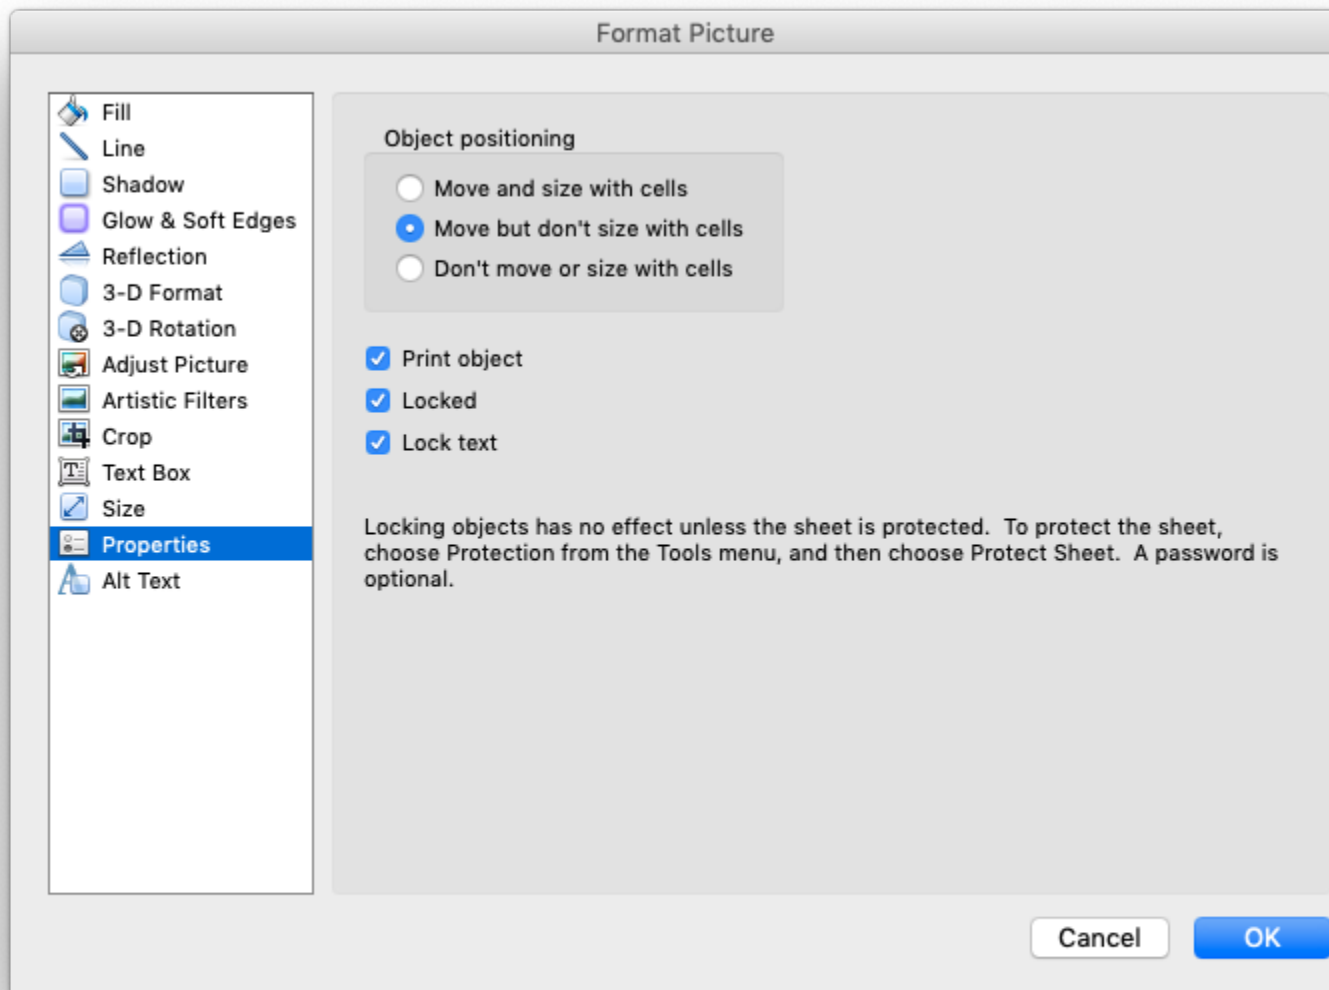 Format Picture
Fill
Line
Shadow
Glow & Soft Edges
Reflection
3-D Format
3-D Rotation
Adjust Picture
Artistic Filters
Crop
Text Box
Size
Properties
Alt Text
Object positioning
Move and size with cells
Move but don't size with cells
Don't move or size with cells
Print object
Locked
Lock text
Locking objects has no effect unless the sheet is protected.  To protect the sheet,
choose Protection from the Tools menu, and then choose Protect Sheet.  A password is
optional.
Cancel
OK